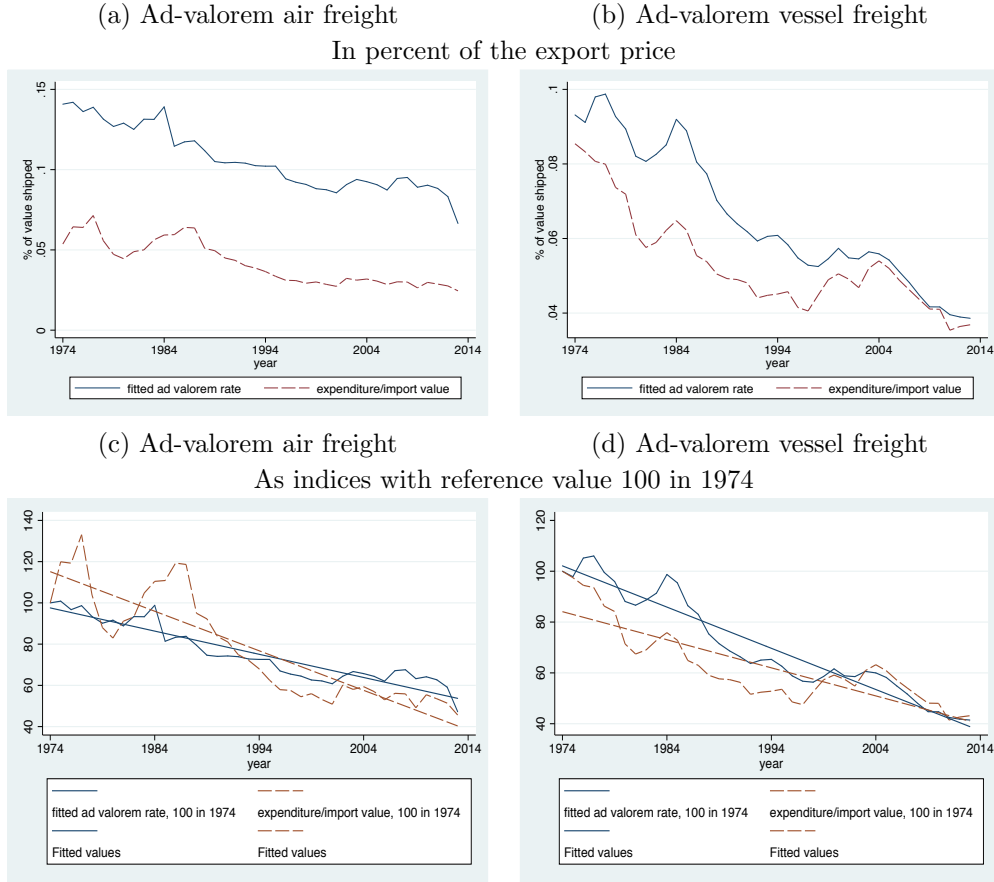 (a) Ad-valorem air freight (b) Ad-valorem vessel freight
In percent of the export price
% of value shipped
.15
.1
.05
0
1974 1984 1994 2004 2014
year
fitted ad valorem rate expenditure/import value
% of value shipped
.1
.08
.06
.04
1974 1984 1994 2004 2014
year
fitted ad valorem rate expenditure/import value
(c) Ad-valorem air freight (d) Ad-valorem vessel freight
As indices with reference value 100 in 1974
140
120
100
80
60
40
1974 1984 1994 2004 2014
year
fitted ad valorem rate, 100 in 1974 expenditure/import value, 100 in 1974
Fitted values Fitted values
120
100
80
60
40
1974 1984 1994 2004 2014
year
fitted ad valorem rate, 100 in 1974 expenditure/import value, 100 in 1974
Fitted values Fitted values